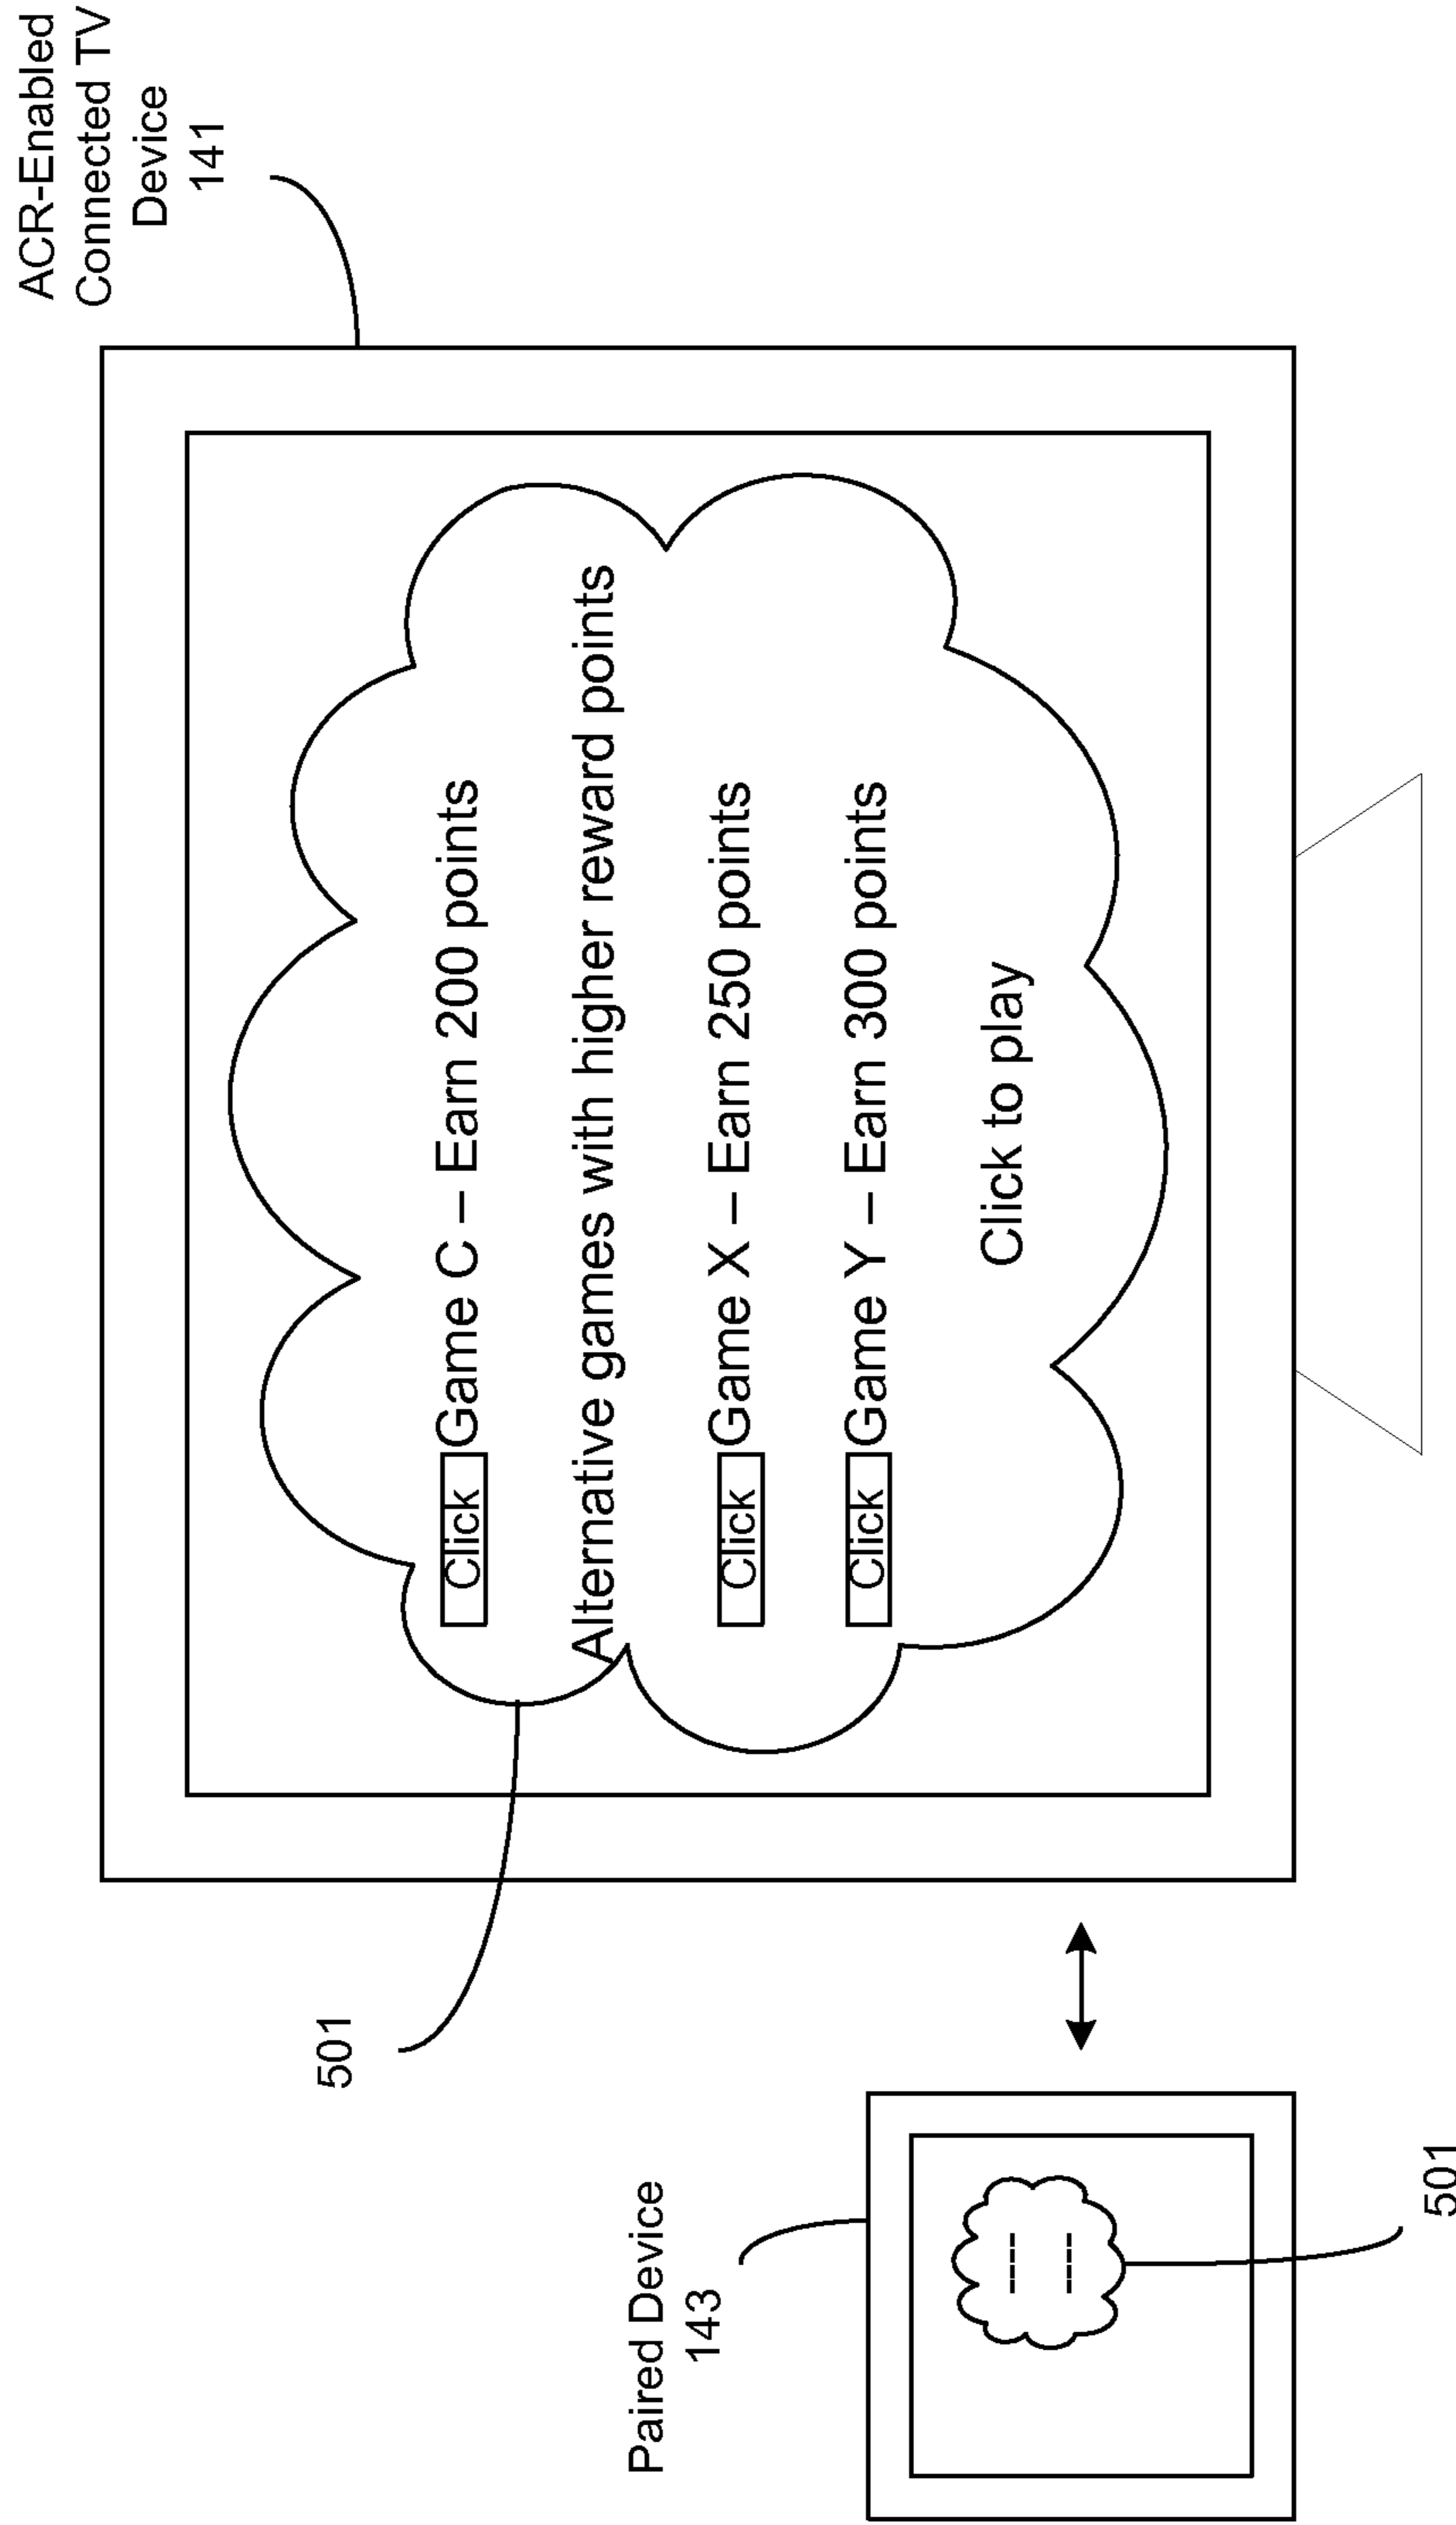 ACR-Enabled
Connected TV
Device
141
501
Click Game C – Earn 200 points
Alternative games with higher reward points
Click Game X – Earn 250 points
Click Game Y – Earn 300 points
Click to play
Paired Device
143
501